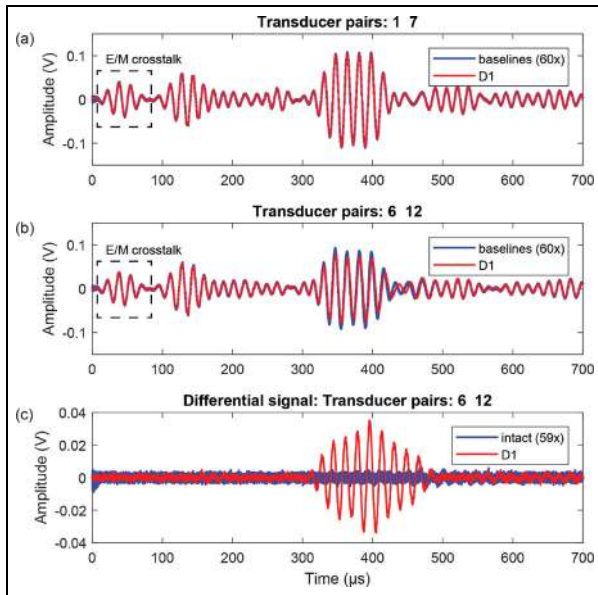 Transducer pairs: 1 7
(a)
E/M crosstalk
baselines (60x)
D1
Amplitude (V)
0.1
0
-0.1
0 100 200 300 400 500 600 700
Transducer pairs: 6 12
(b)
E/M crosstalk
baselines (60x)
D1
Amplitude (V)
0.1
0
-0.1
0 100 200 300 400 500 600 700
Differential signal: Transducer pairs: 6 12
(c)
intact (59x)
D1
Amplitude (V)
0.04
0.02
0
-0.02
-0.04
0 100 200 300 400 500 600 700
Time (μs)